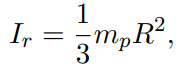 I_r = \frac{1}{3} m_p R^2,